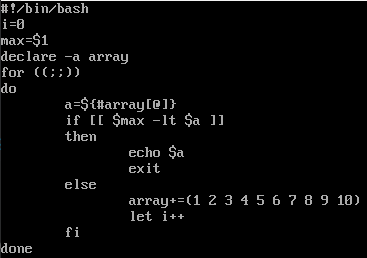 #!/bin/bash
i=0
max=$1
declare -a array
for ((;;))
do
a=${#array[@]}
if [[ $max -lt $a ]]
then
echo $a
exit
else
array+=(1 2 3 4 5 6 7 8 9 10)
let i++
fi
done